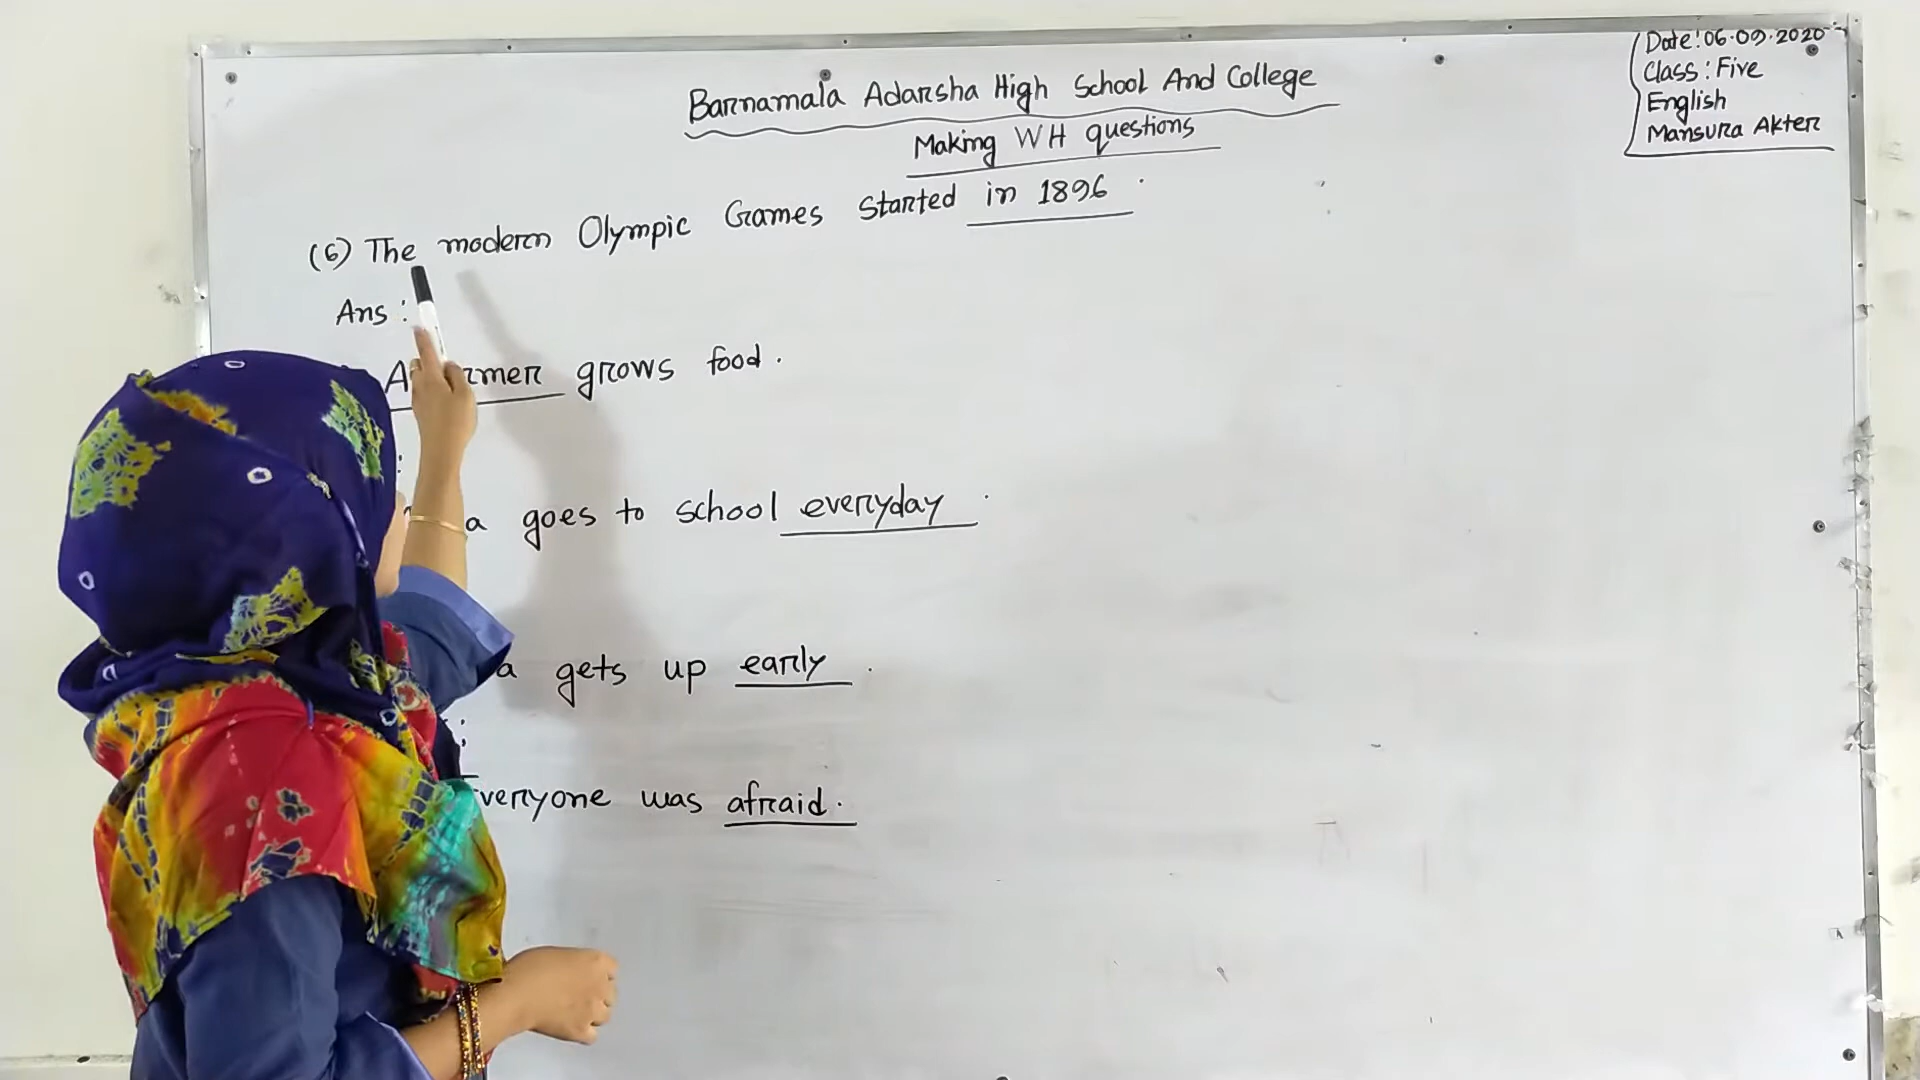 Date: 06.09.2020
Class: Five
English
Mansura Akter
Barnamala Adarsha High School And College
Making WH questions
(6) The modern Olympic Games started in 1896.
Ans:
A grows food.
goes to school everyday.
gets up early.
was afraid.